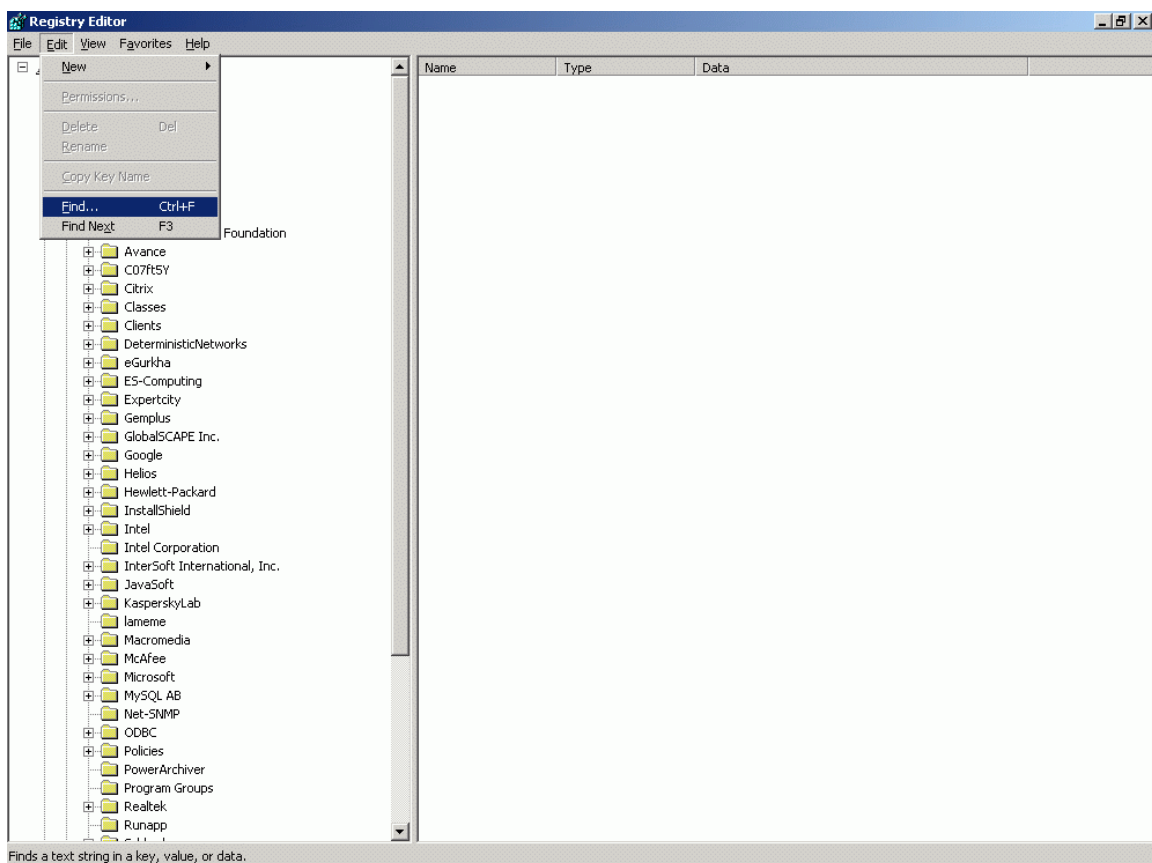 Registry Editor
File Edit View Favorites Help
New
Permissions...
Delete Del
Rename
Copy Key Name
Find... Ctrl+F
Find Next F3
Name Type Data
Foundation
Avance
C07ft5Y
Citrix
Classes
Clients
DeterministicNetworks
eGurkha
ES-Computing
Expertcity
Gemplus
GlobalSCAPE Inc.
Google
Helios
Hewlett-Packard
InstallShield
Intel
Intel Corporation
InterSoft International, Inc.
JavaSoft
KasperskyLab
lameme
Macromedia
McAfee
Microsoft
MySQL AB
Net-SNMP
ODBC
Policies
PowerArchiver
Program Groups
Realtek
Runapp
Finds a text string in a key, value, or data.